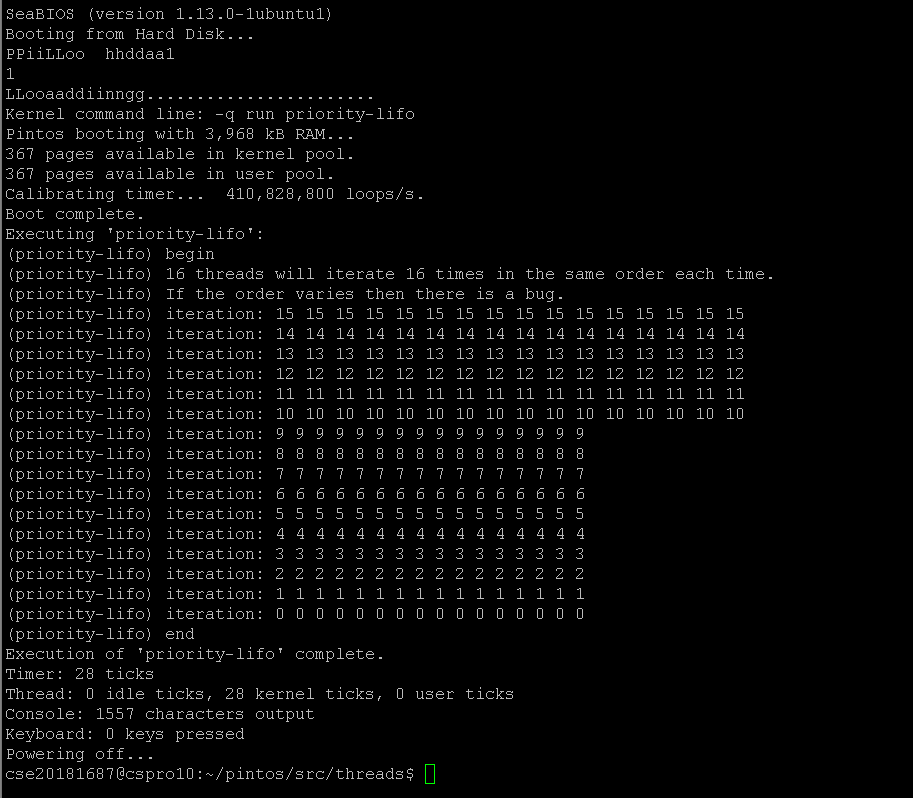 SeaBIOS (version 1.13.0-1ubuntu1)
Booting from Hard Disk...
PPiiLLoo  hhddaa1
1
LLooaaddiinngg.......................
Kernel command line: -q run priority-lifo
Pintos booting with 3,968 kB RAM...
367 pages available in kernel pool.
367 pages available in user pool.
Calibrating timer...  410,828,800 loops/s.
Boot complete.
Executing 'priority-lifo':
(priority-lifo) begin
(priority-lifo) 16 threads will iterate 16 times in the same order each time.
(priority-lifo) If the order varies then there is a bug.
(priority-lifo) iteration: 15 15 15 15 15 15 15 15 15 15 15 15 15 15 15 15
(priority-lifo) iteration: 14 14 14 14 14 14 14 14 14 14 14 14 14 14 14 14
(priority-lifo) iteration: 13 13 13 13 13 13 13 13 13 13 13 13 13 13 13 13
(priority-lifo) iteration: 12 12 12 12 12 12 12 12 12 12 12 12 12 12 12 12
(priority-lifo) iteration: 11 11 11 11 11 11 11 11 11 11 11 11 11 11 11 11
(priority-lifo) iteration: 10 10 10 10 10 10 10 10 10 10 10 10 10 10 10 10
(priority-lifo) iteration: 9 9 9 9 9 9 9 9 9 9 9 9 9 9 9 9
(priority-lifo) iteration: 8 8 8 8 8 8 8 8 8 8 8 8 8 8 8 8
(priority-lifo) iteration: 7 7 7 7 7 7 7 7 7 7 7 7 7 7 7 7
(priority-lifo) iteration: 6 6 6 6 6 6 6 6 6 6 6 6 6 6 6 6
(priority-lifo) iteration: 5 5 5 5 5 5 5 5 5 5 5 5 5 5 5 5
(priority-lifo) iteration: 4 4 4 4 4 4 4 4 4 4 4 4 4 4 4 4
(priority-lifo) iteration: 3 3 3 3 3 3 3 3 3 3 3 3 3 3 3 3
(priority-lifo) iteration: 2 2 2 2 2 2 2 2 2 2 2 2 2 2 2 2
(priority-lifo) iteration: 1 1 1 1 1 1 1 1 1 1 1 1 1 1 1 1
(priority-lifo) iteration: 0 0 0 0 0 0 0 0 0 0 0 0 0 0 0 0
(priority-lifo) end
Execution of 'priority-lifo' complete.
Timer: 28 ticks
Thread: 0 idle ticks, 28 kernel ticks, 0 user ticks
Console: 1557 characters output
Keyboard: 0 keys pressed
Powering off...
cse20181687@cspro10:~/pintos/src/threads$